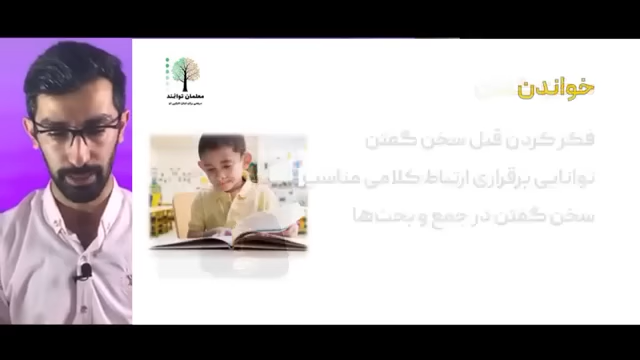 خواندن
فکر کردن قبل سخن گفتن
توانایی برقراری ارتباط کلامی مناسب
سخن گفتن در جمع و بحث‌ها
معلمان توانمند